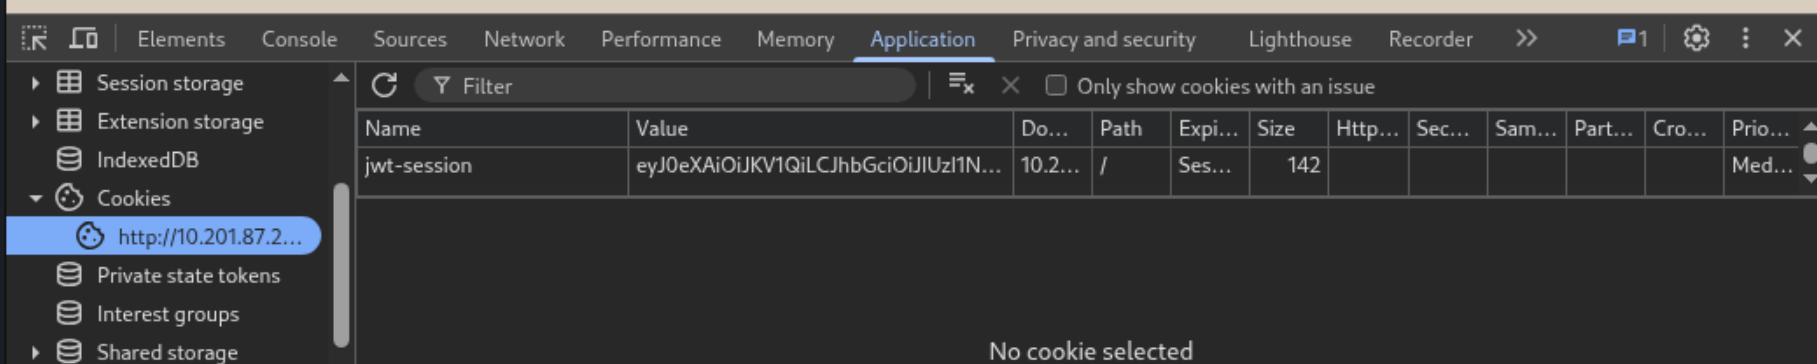 Elements Console Sources Network Performance Memory Application Privacy and security Lighthouse Recorder 1
Session storage
Extension storage
IndexedDB
Cookies
http://10.201.87.2...
Private state tokens
Interest groups
Shared storage
Filter Only show cookies with an issue
Name Value Do... Path Expi... Size Http... Sec... Sam... Part... Cro... Prio...
jwt-session eyJ0eXAiOiJKV1QiLCJhbGciOiJIUzI1N... 10.2... / Ses... 142 Med...
No cookie selected